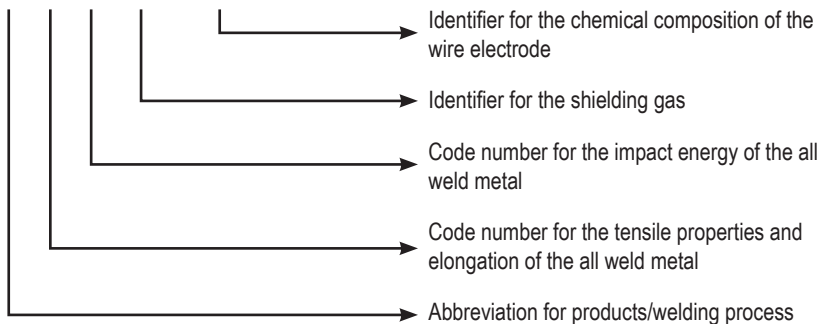 Identifier for the chemical composition of the
wire electrode
Identifier for the shielding gas
Code number for the impact energy of the all
weld metal
Code number for the tensile properties and
elongation of the all weld metal
Abbreviation for products/welding process